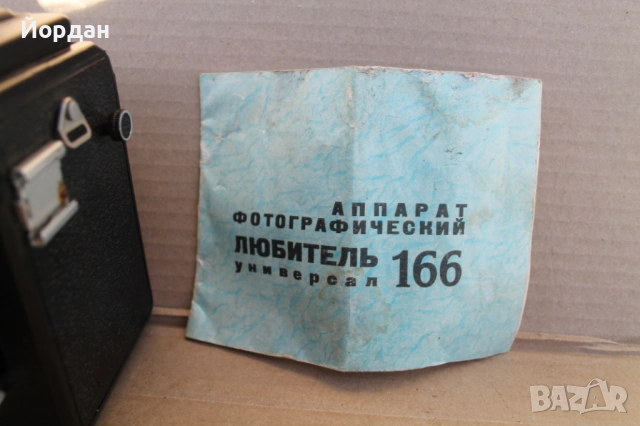 Йордан
АППАРАТ
ФОТОГРАФИЧЕСКИЙ
ЛЮБИТЕЛЬ 166
универсал
BAZAR